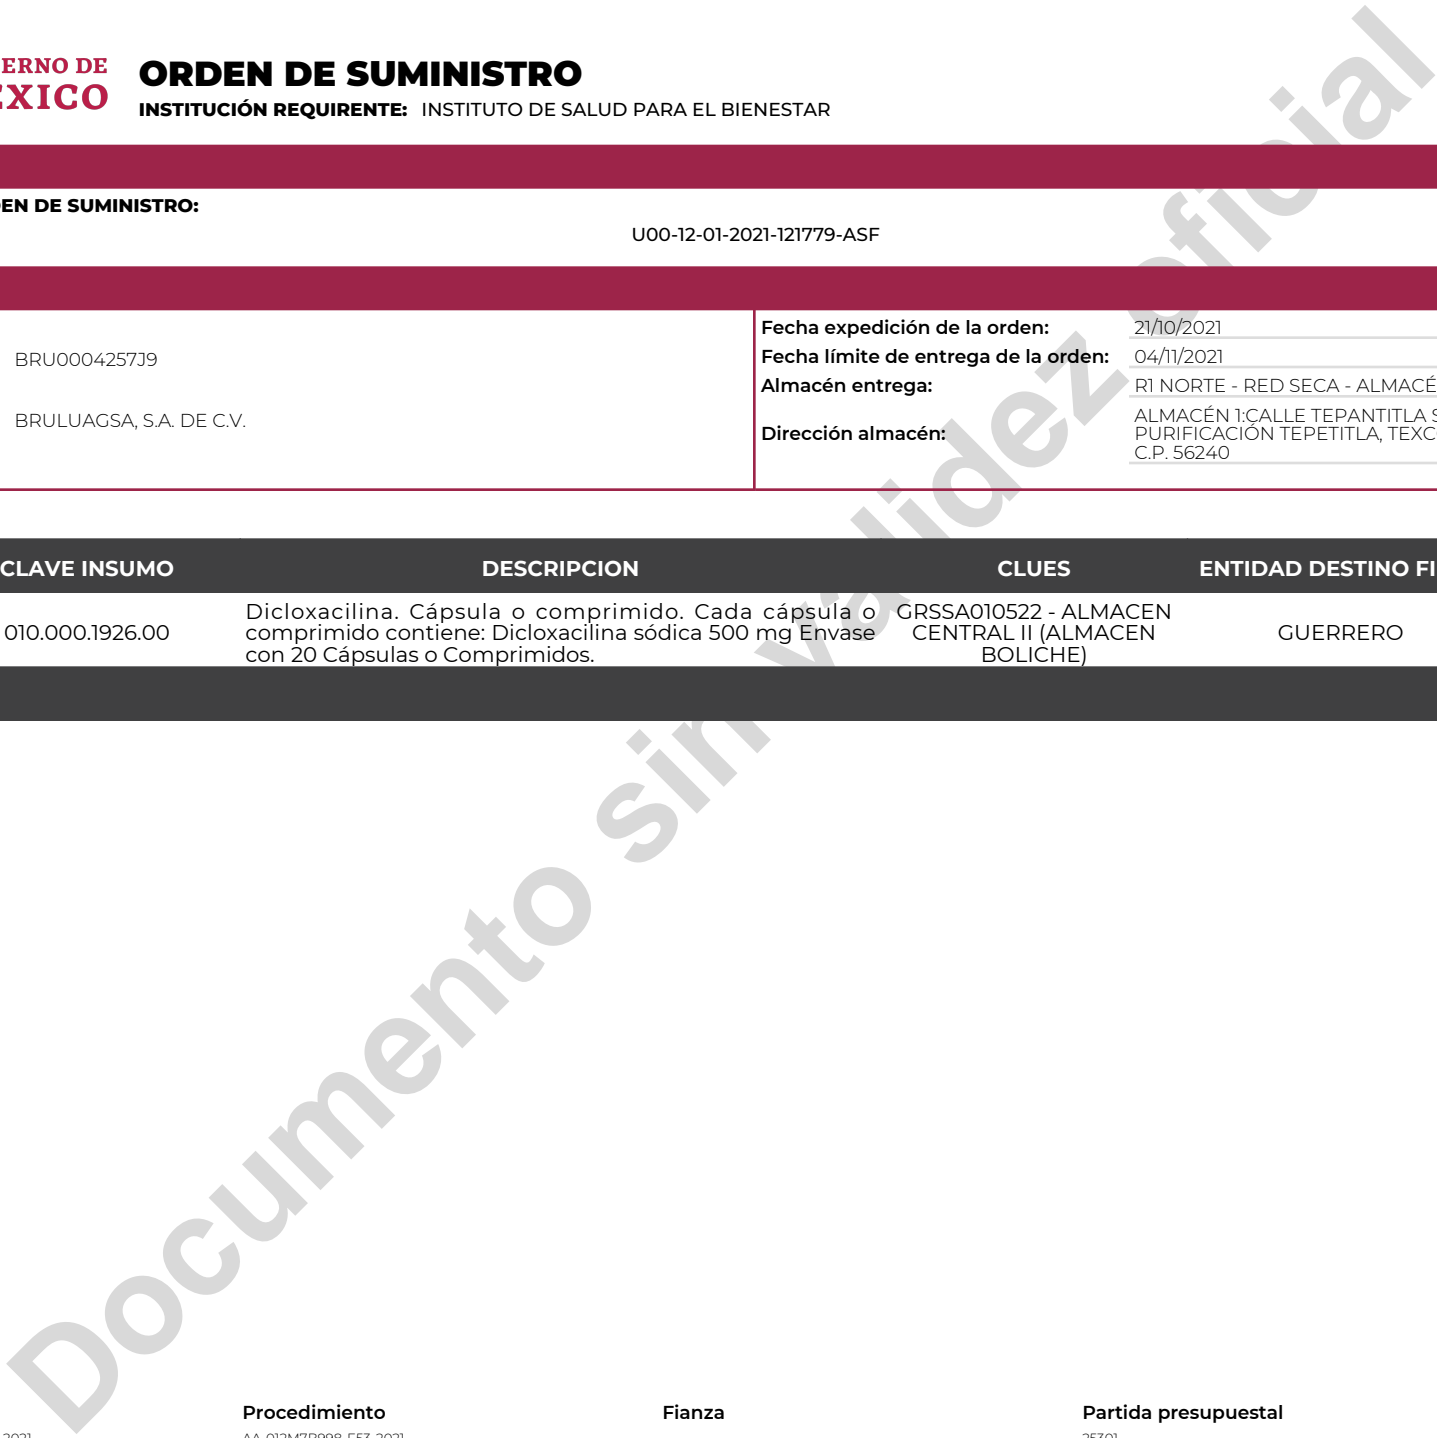 ERNO DE
ORDEN DE SUMINISTRO
EXICO
INSTITUCIÓN REQUIRENTE: INSTITUTO DE SALUD PARA EL BIENESTAR
EN DE SUMINISTRO:
U00-12-01-2021-121779-ASF
BRU0004257J9
BRULUAGSA, S.A. DE C.V.
Fecha expedición de la orden: 21/10/2021
Fecha límite de entrega de la orden: 04/11/2021
Almacén entrega: R1 NORTE - RED SECA - ALMACÉ
Dirección almacén:
ALMACÉN 1:CALLE TEPANTITLA S
PURIFICACIÓN TEPETITLA, TEXC
C.P. 56240
CLAVE INSUMO DESCRIPCION CLUES ENTIDAD DESTINO FI
010.000.1926.00
Dicloxacilina. Cápsula o comprimido. Cada cápsula o
comprimido contiene: Dicloxacilina sódica 500 mg Envase
con 20 Cápsulas o Comprimidos.
GRSSA010522 - ALMACEN
CENTRAL II (ALMACEN
BOLICHE)
GUERRERO
Documento sin validez oficial
Procedimiento Fianza Partida presupuestal